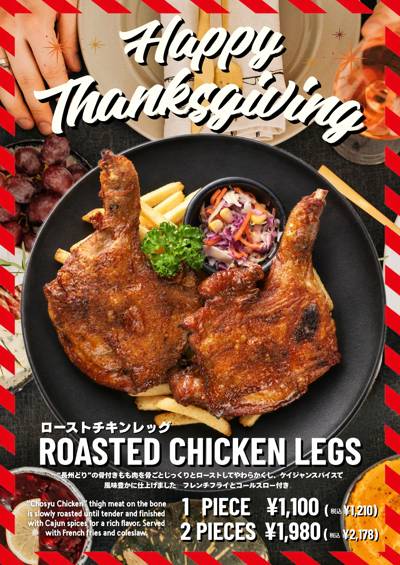 Happy
Thanksgiving
ローストチキンレッグ
ROASTED CHICKEN LEGS
"長州どり"の骨付きもも肉を骨ごとじっくりとローストしてやわらかくし、ケイジャンスパイスで
風味豊かに仕上げました フレンチフライとコールスロー付き
"Chosyu Chicken" thigh meat on the bone
is slowly roasted until tender and finished
with Cajun spices for a rich flavor. Served
with French fries and coleslaw.
1 PIECE ¥1,100 (税込 ¥1,210)
2 PIECES ¥1,980 (税込 ¥2,178)